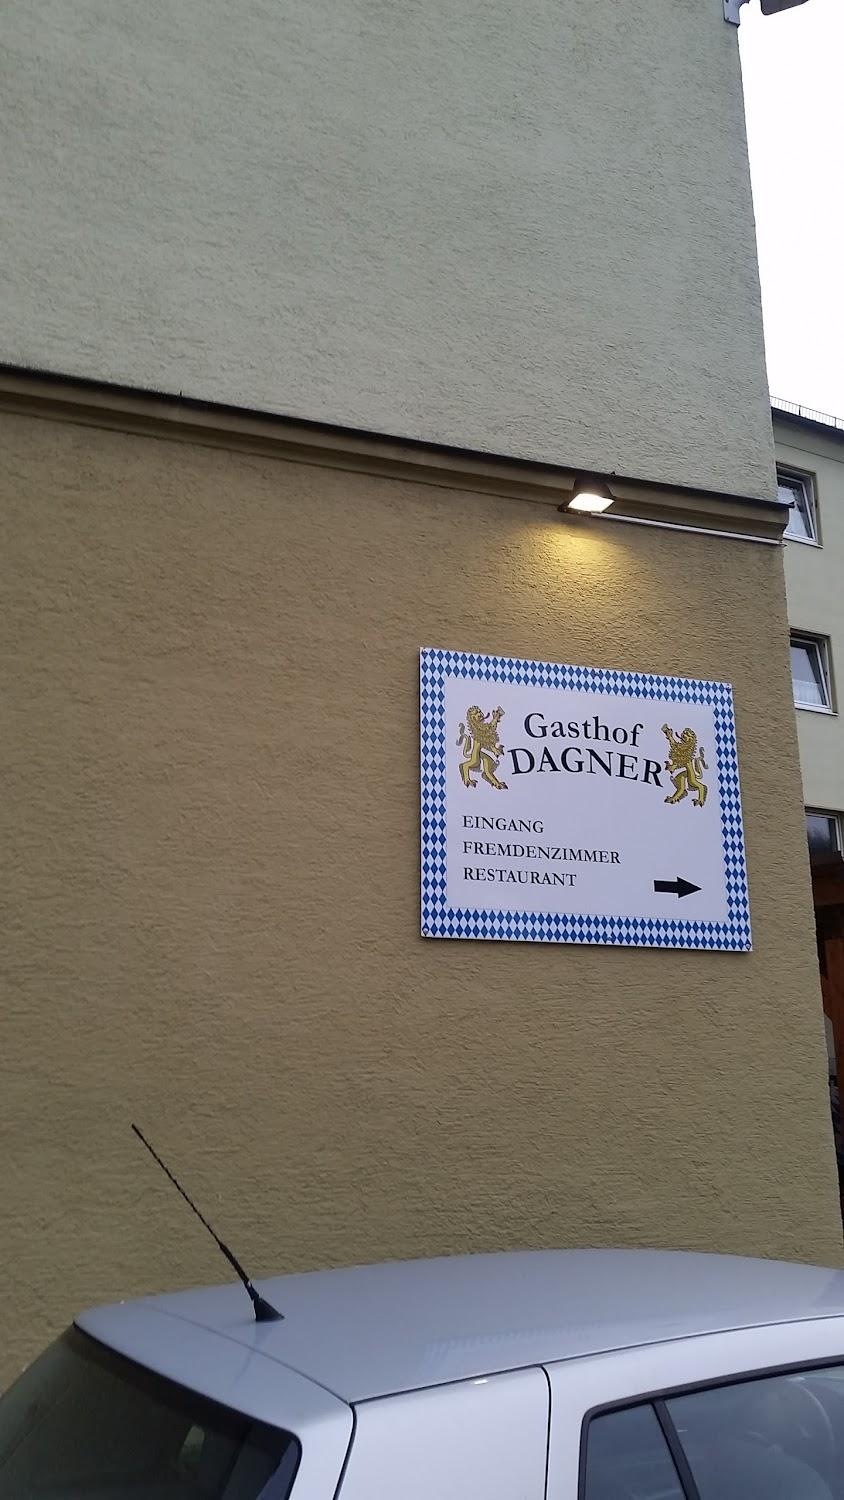 Gasthof
DAGNER
EINGANG
FREMDENZIMMER
RESTAURANT